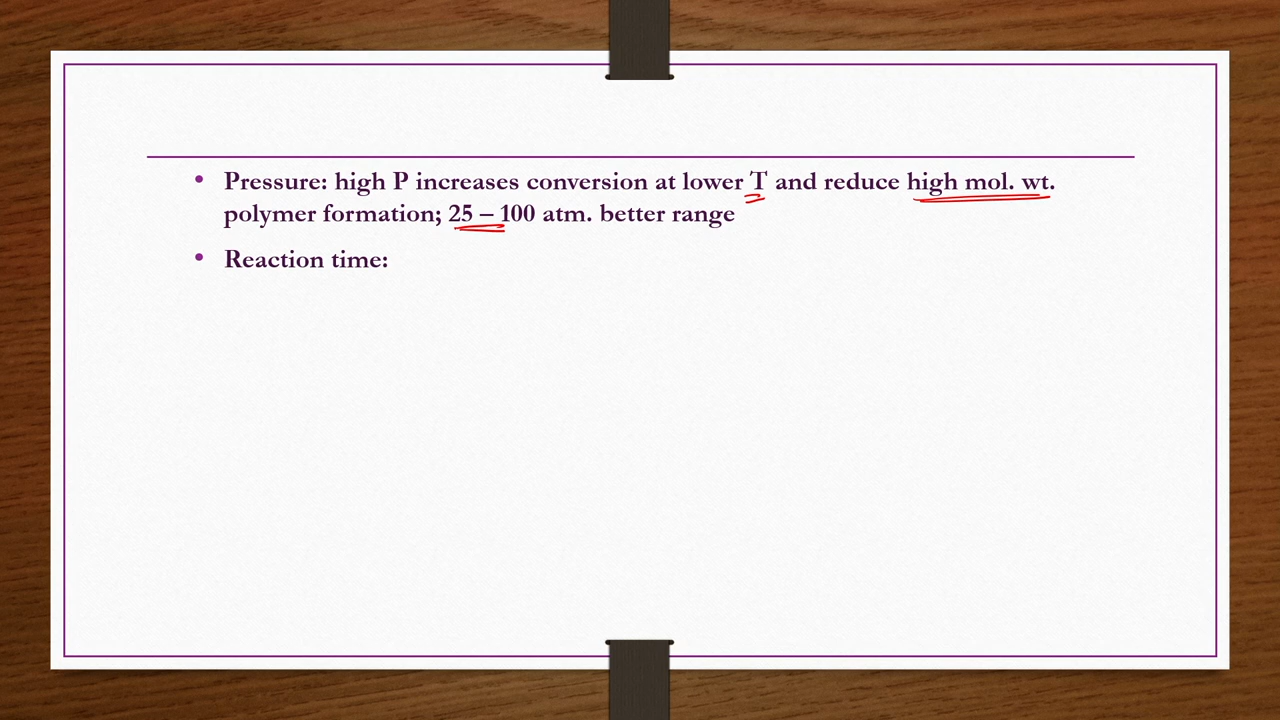 • Pressure: high P increases conversion at lower T and reduce high mol. wt.
polymer formation; 25 – 100 atm. better range
• Reaction time: